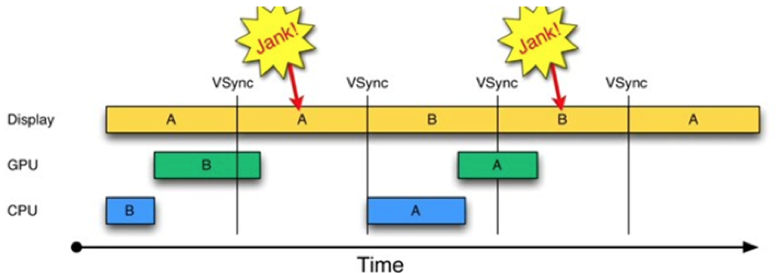 Jank!
Jank!
VSync VSync VSync VSync
Display A A B B A
GPU B A
CPU B A
Time